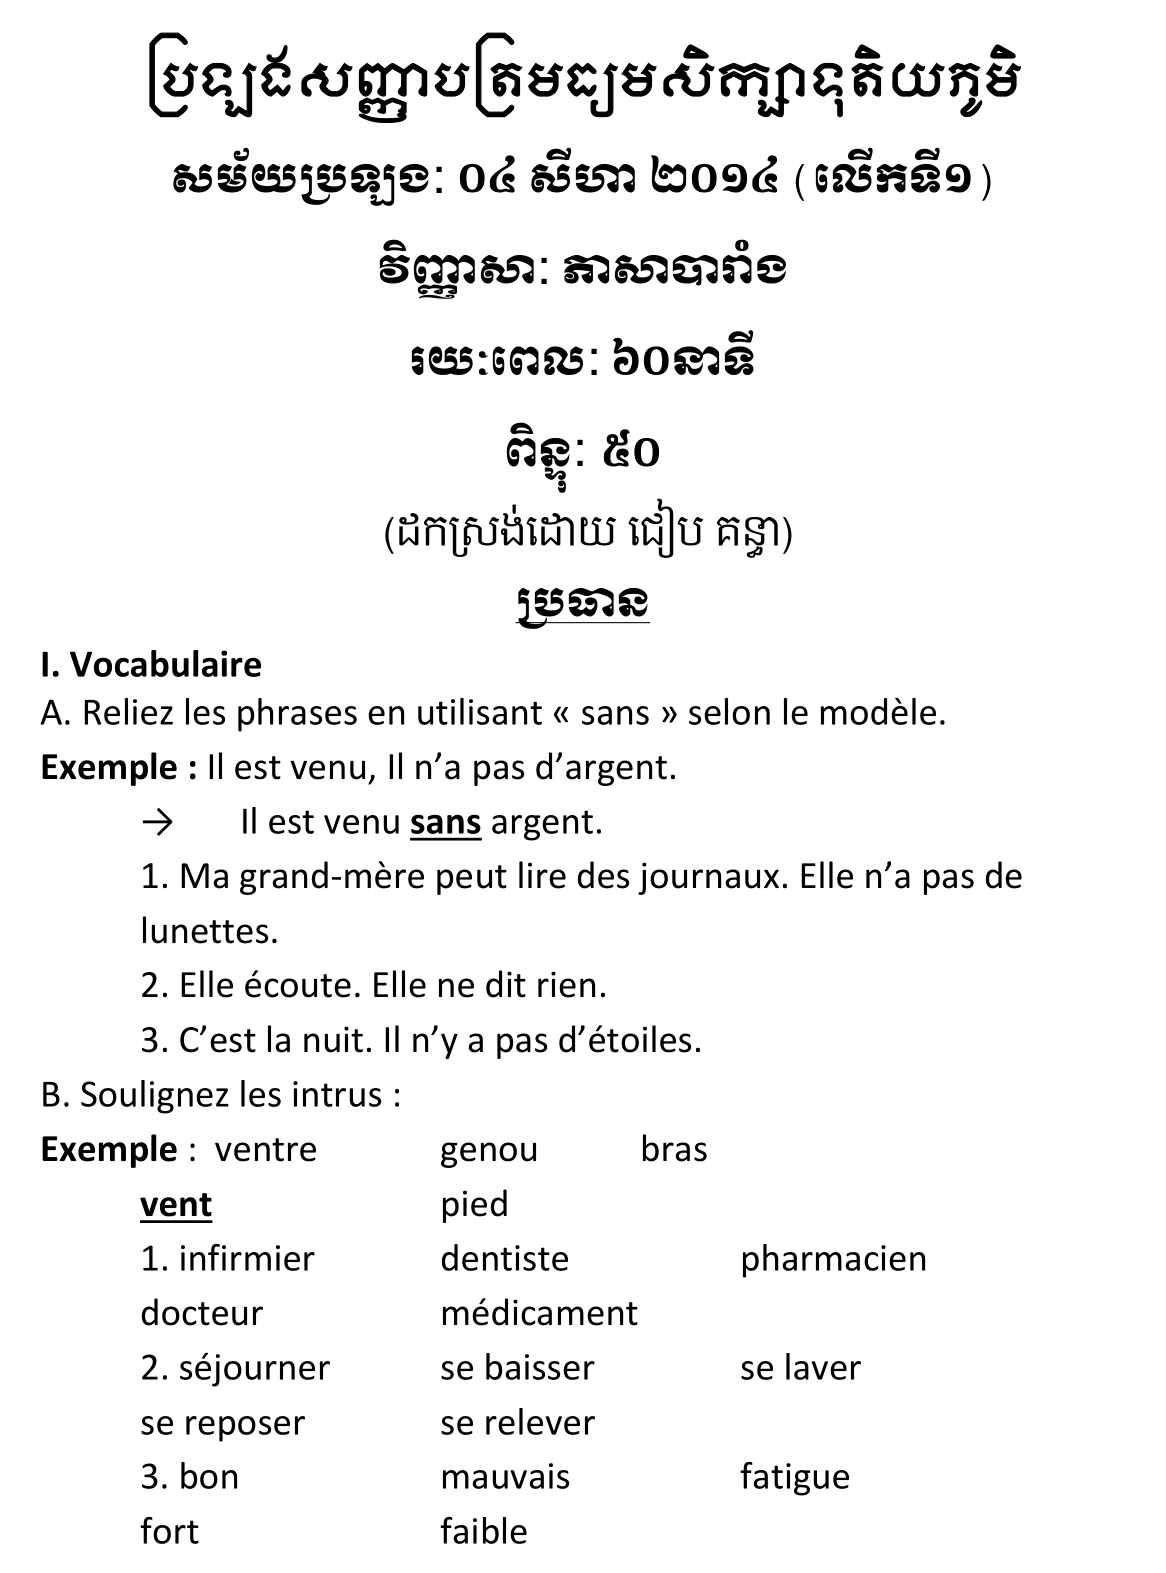 ប្រឡងសញ្ញាបត្រមធ្យមសិក្សាទុតិយភូមិ
សម័យប្រឡង: 0៤ សីហា ២0១៤ (លើកទី១)
វិញ្ញាសា: ភាសាបារាំង
រយ:ពេល: ៦0នាទី
ពិន្ទុ: ៥0
(ដកស្រង់ដោយ ជៀប គន្ធា)
ប្រធាន
I. Vocabulaire
A. Reliez les phrases en utilisant « sans » selon le modèle.
Exemple : Il est venu, Il n’a pas d’argent.
→ Il est venu sans argent.
1. Ma grand-mère peut lire des journaux. Elle n’a pas de
lunettes.
2. Elle écoute. Elle ne dit rien.
3. C’est la nuit. Il n’y a pas d’étoiles.
B. Soulignez les intrus :
Exemple : ventre genou bras
vent pied
1. infirmier dentiste pharmacien
docteur médicament
2. séjourner se baisser se laver
se reposer se relever
3. bon mauvais fatigue
fort faible